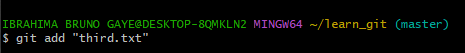 IBRAHIMA BRUNO GAYE@DESKTOP-8QMKLN2 MINGW64 ~/learn_git (master)
$ git add "third.txt"